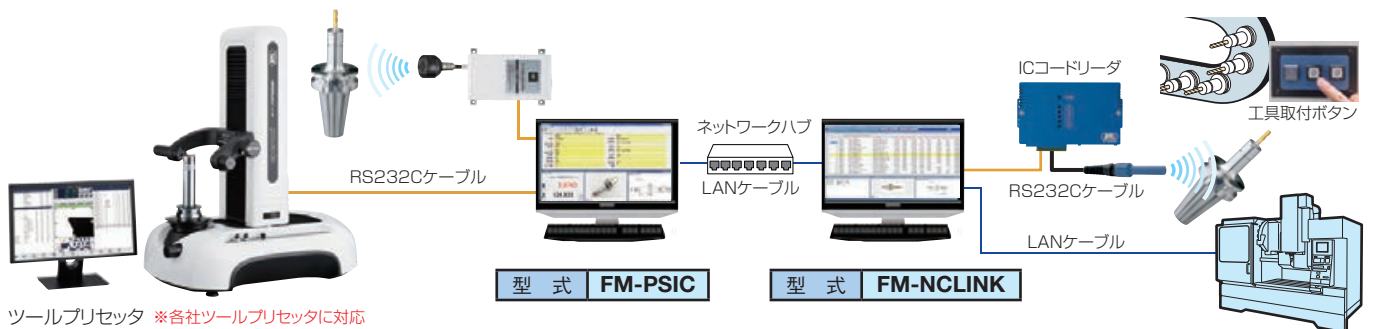 ICコードリーダ
工具取付ボタン
ネットワークハブ
RS232Cケーブル
LANケーブル
RS232Cケーブル
LANケーブル
型 式 FM-PSIC
型 式 FM-NCLINK
ツールプリセッタ ※各社ツールプリセッタに対応